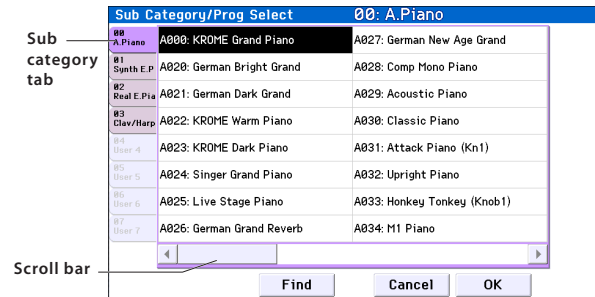 Sub Category/Prog Select 00: A.Piano
Sub category tab
00 A.Piano
01 Synth E.P
02 Real E.Pia
03 Clav/Harp
04 User 4
05 User 5
06 User 6
07 User 7
A000: KROME Grand Piano
A020: German Bright Grand
A021: German Dark Grand
A022: KROME Warm Piano
A023: KROME Dark Piano
A024: Singer Grand Piano
A025: Live Stage Piano
A026: German Grand Reverb
A027: German New Age Grand
A028: Comp Mono Piano
A029: Acoustic Piano
A030: Classic Piano
A031: Attack Piano (Kn1)
A032: Upright Piano
A033: Honkey Tonkey (Knob1)
A034: M1 Piano
Scroll bar
Find Cancel OK